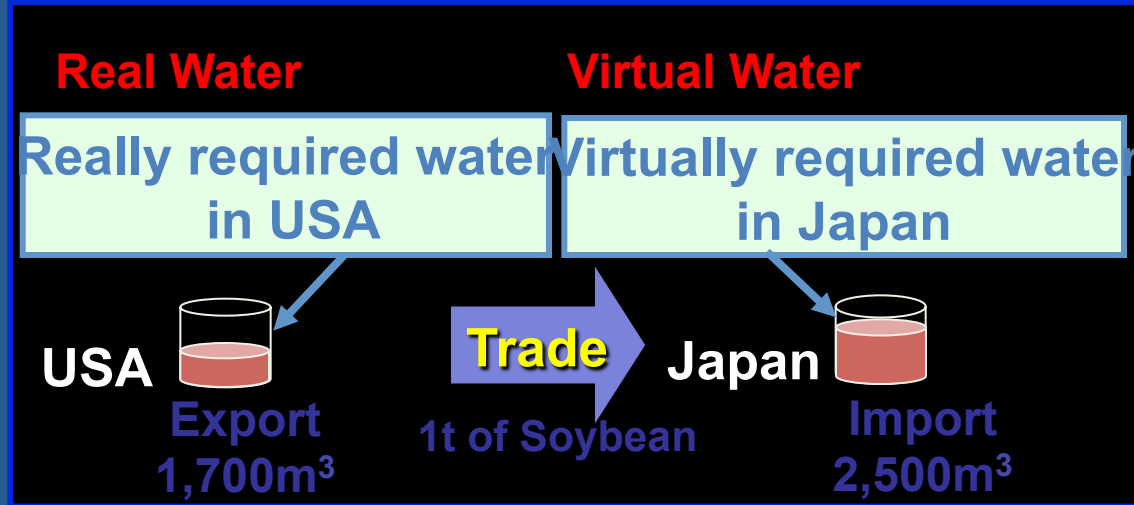 Real Water
Virtual Water
Really required water
in USA
Virtually required water
in Japan
USA
Export
1,700m³
Trade
1t of Soybean
Japan
Import
2,500m³